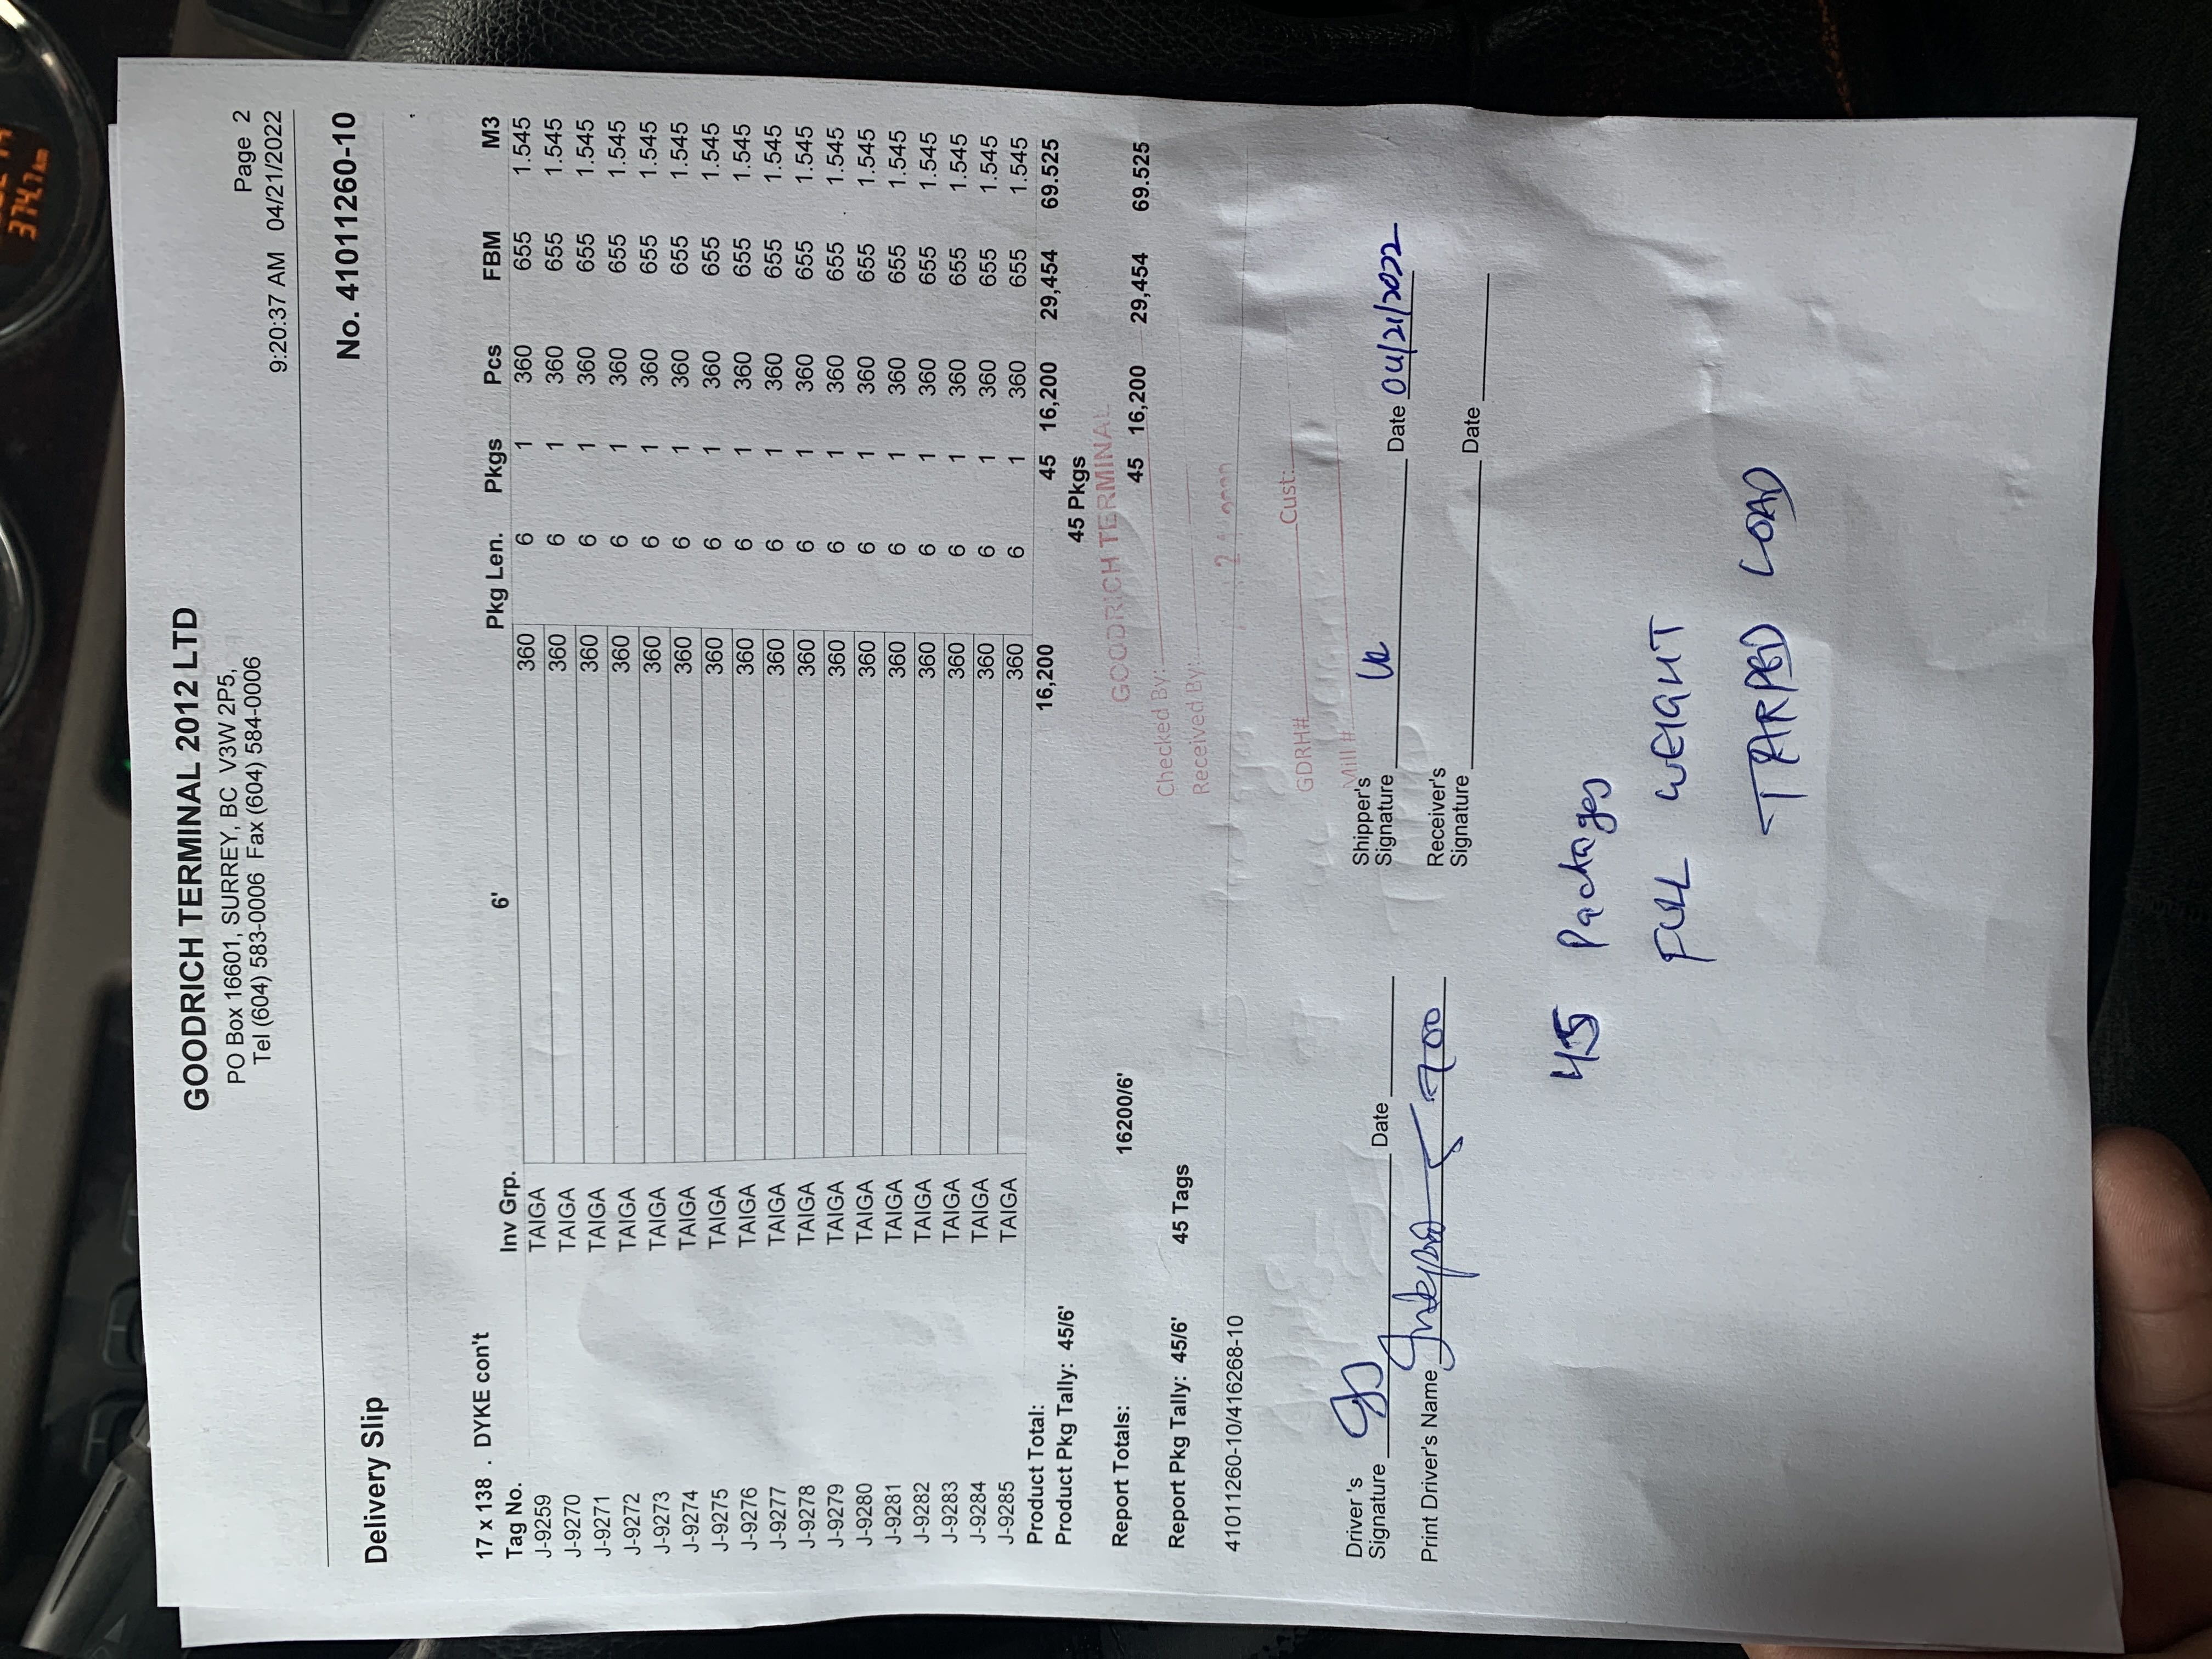 374.7 km
GOODRICH TERMINAL 2012 LTD
PO Box 16601, SURREY, BC V3W 2P5,
Tel (604) 583-0006 Fax (604) 584-0006
Page 2
9:20:37 AM 04/21/2022
Delivery Slip
No. 41011260-10
17 x 138 . DYKE con't
Tag No. Inv Grp. 6' Pkg Len. Pkgs Pcs FBM M3
J-9259 TAIGA 360 6 1 360 655 1.545
J-9270 TAIGA 360 6 1 360 655 1.545
J-9271 TAIGA 360 6 1 360 655 1.545
J-9272 TAIGA 360 6 1 360 655 1.545
J-9273 TAIGA 360 6 1 360 655 1.545
J-9274 TAIGA 360 6 1 360 655 1.545
J-9275 TAIGA 360 6 1 360 655 1.545
J-9276 TAIGA 360 6 1 360 655 1.545
J-9277 TAIGA 360 6 1 360 655 1.545
J-9278 TAIGA 360 6 1 360 655 1.545
J-9279 TAIGA 360 6 1 360 655 1.545
J-9280 TAIGA 360 6 1 360 655 1.545
J-9281 TAIGA 360 6 1 360 655 1.545
J-9282 TAIGA 360 6 1 360 655 1.545
J-9283 TAIGA 360 6 1 360 655 1.545
J-9284 TAIGA 360 6 1 360 655 1.545
J-9285 TAIGA 360 6 1 360 655 1.545
Product Total: 16,200 45 16,200 29,454 69.525
Product Pkg Tally: 45/6' 45 Pkgs
GOODRICH TERMINAL
Report Totals: 16200/6' 45 16,200 29,454 69.525
Checked By:
Report Pkg Tally: 45/6' 45 Tags
Received By:
41011260-10/416268-10
GDRH# Cust:
Mill #
Driver 's
Signature Date
Shipper's
Signature Date 04/21/2022
Print Driver's Name 900
Receiver's
Signature Date
45 Packages
FULL WEIGHT
TARPED LOAD